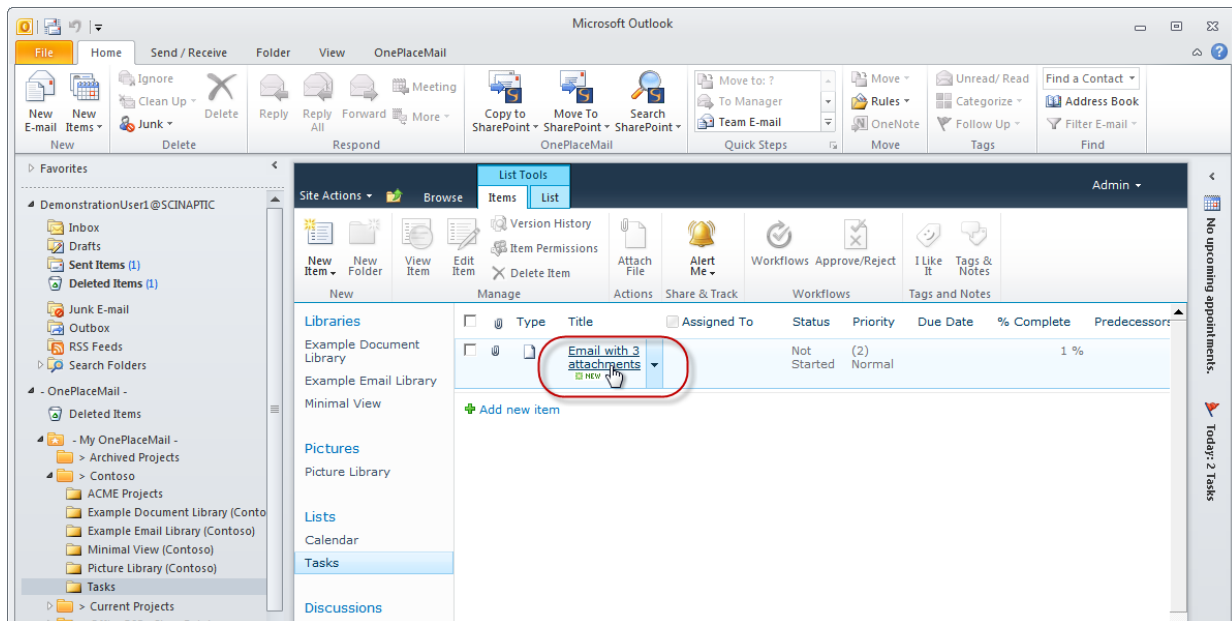 Microsoft Outlook
File Home Send / Receive Folder View OnePlaceMail
New E-mail
New Items
Ignore
Clean Up
Junk
Delete
Reply
Reply All
Forward
Meeting
More
Copy to SharePoint
Move To SharePoint
Search SharePoint
Move to: ?
To Manager
Team E-mail
Move
Rules
OneNote
Unread/ Read
Categorize
Follow Up
Find a Contact
Address Book
Filter E-mail
New Delete Respond OnePlaceMail Quick Steps Move Tags Find
Favorites
DemonstrationUser1@SCINAPTIC
Inbox
Drafts
Sent Items (1)
Deleted Items (1)
Junk E-mail
Outbox
RSS Feeds
Search Folders
- OnePlaceMail -
Deleted Items
- My OnePlaceMail -
> Archived Projects
> Contoso
ACME Projects
Example Document Library (Conto
Example Email Library (Contoso)
Minimal View (Contoso)
Picture Library (Contoso)
Tasks
> Current Projects
List Tools
Site Actions Browse Items List Admin
New Item
New Folder
View Item
Edit Item
Version History
Item Permissions
Delete Item
Attach File
Alert Me
Workflows
Approve/Reject
I Like It
Tags & Notes
New Manage Actions Share & Track Workflows Tags and Notes
Libraries
Example Document
Library
Example Email Library
Minimal View
Pictures
Picture Library
Lists
Calendar
Tasks
Discussions
Type Title Assigned To Status Priority Due Date % Complete Predecessors
Email with 3
attachments
NEW
Not
Started
(2)
Normal
1 %
Add new item
No upcoming appointments.
Today: 2 Tasks